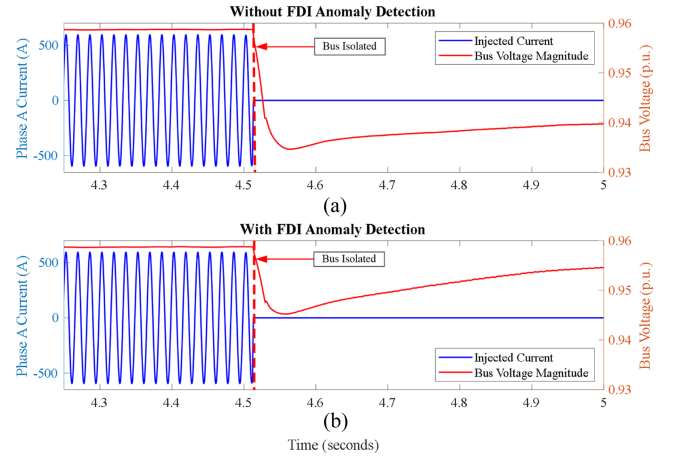 Without FDI Anomaly Detection
Phase A Current (A)
500
0
-500
Bus Isolated
Injected Current
Bus Voltage Magnitude
0.96
0.95
0.94
0.93
Bus Voltage (p.u.)
4.3 4.4 4.5 4.6 4.7 4.8 4.9 5
(a)
With FDI Anomaly Detection
Phase A Current (A)
500
0
-500
Bus Isolated
Injected Current
Bus Voltage Magnitude
0.96
0.95
0.94
0.93
Bus Voltage (p.u.)
4.3 4.4 4.5 4.6 4.7 4.8 4.9 5
(b)
Time (seconds)